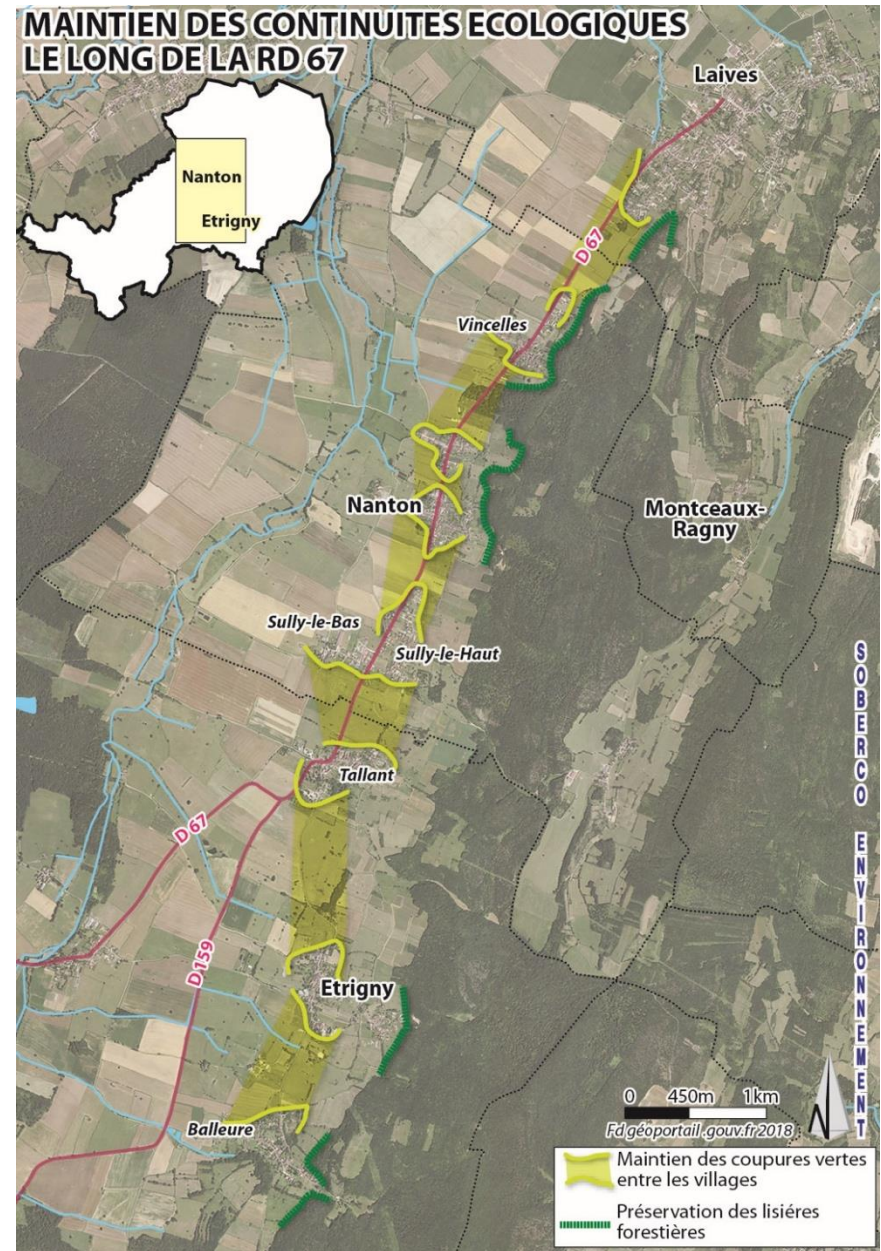 MAINTIEN DES CONTINUITES ECOLOGIQUES
LE LONG DE LA RD 67
Laives
Nanton
Etrigny
D 67
Vincelles
Nanton
Montceaux-
Ragny
Sully-le-Bas
Sully-le-Haut
Tallant
D 67
D 159
Etrigny
Balleure
SOBERCO ENVIRONNEMENT
0 450m 1km
N
Fd géoportail.gouv.fr 2018
Maintien des coupures vertes
entre les villages
Préservation des lisiéres
forestières